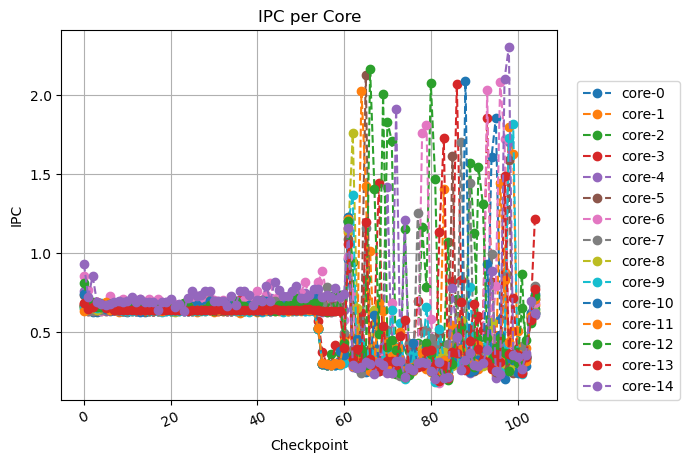 IPC per Core
IPC
2.0
1.5
1.0
0.5
0
20
40
60
80
100
Checkpoint
core-0
core-1
core-2
core-3
core-4
core-5
core-6
core-7
core-8
core-9
core-10
core-11
core-12
core-13
core-14